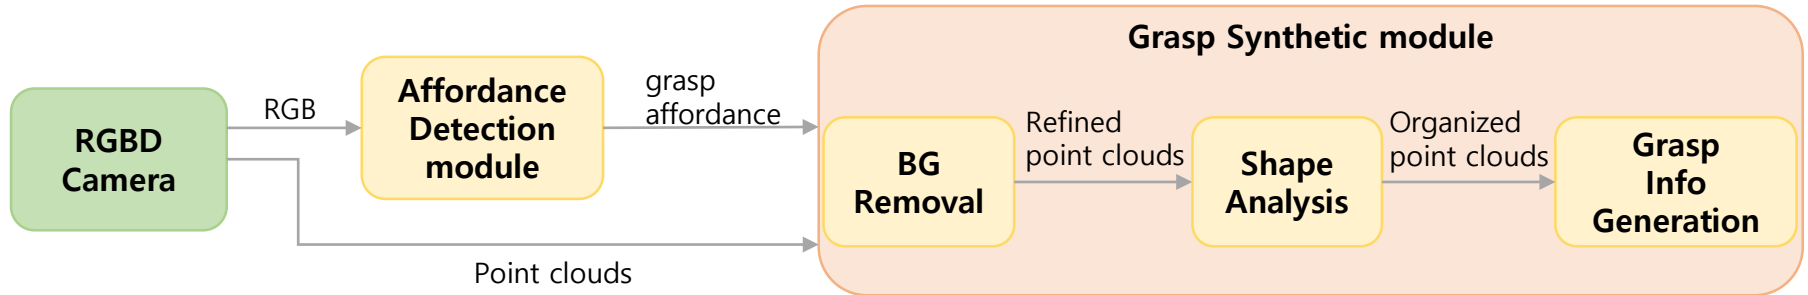 RGBD
Camera
RGB
Affordance
Detection
module
grasp
affordance
Point clouds
Grasp Synthetic module
BG
Removal
Refined
point clouds
Shape
Analysis
Organized
point clouds
Grasp
Info
Generation